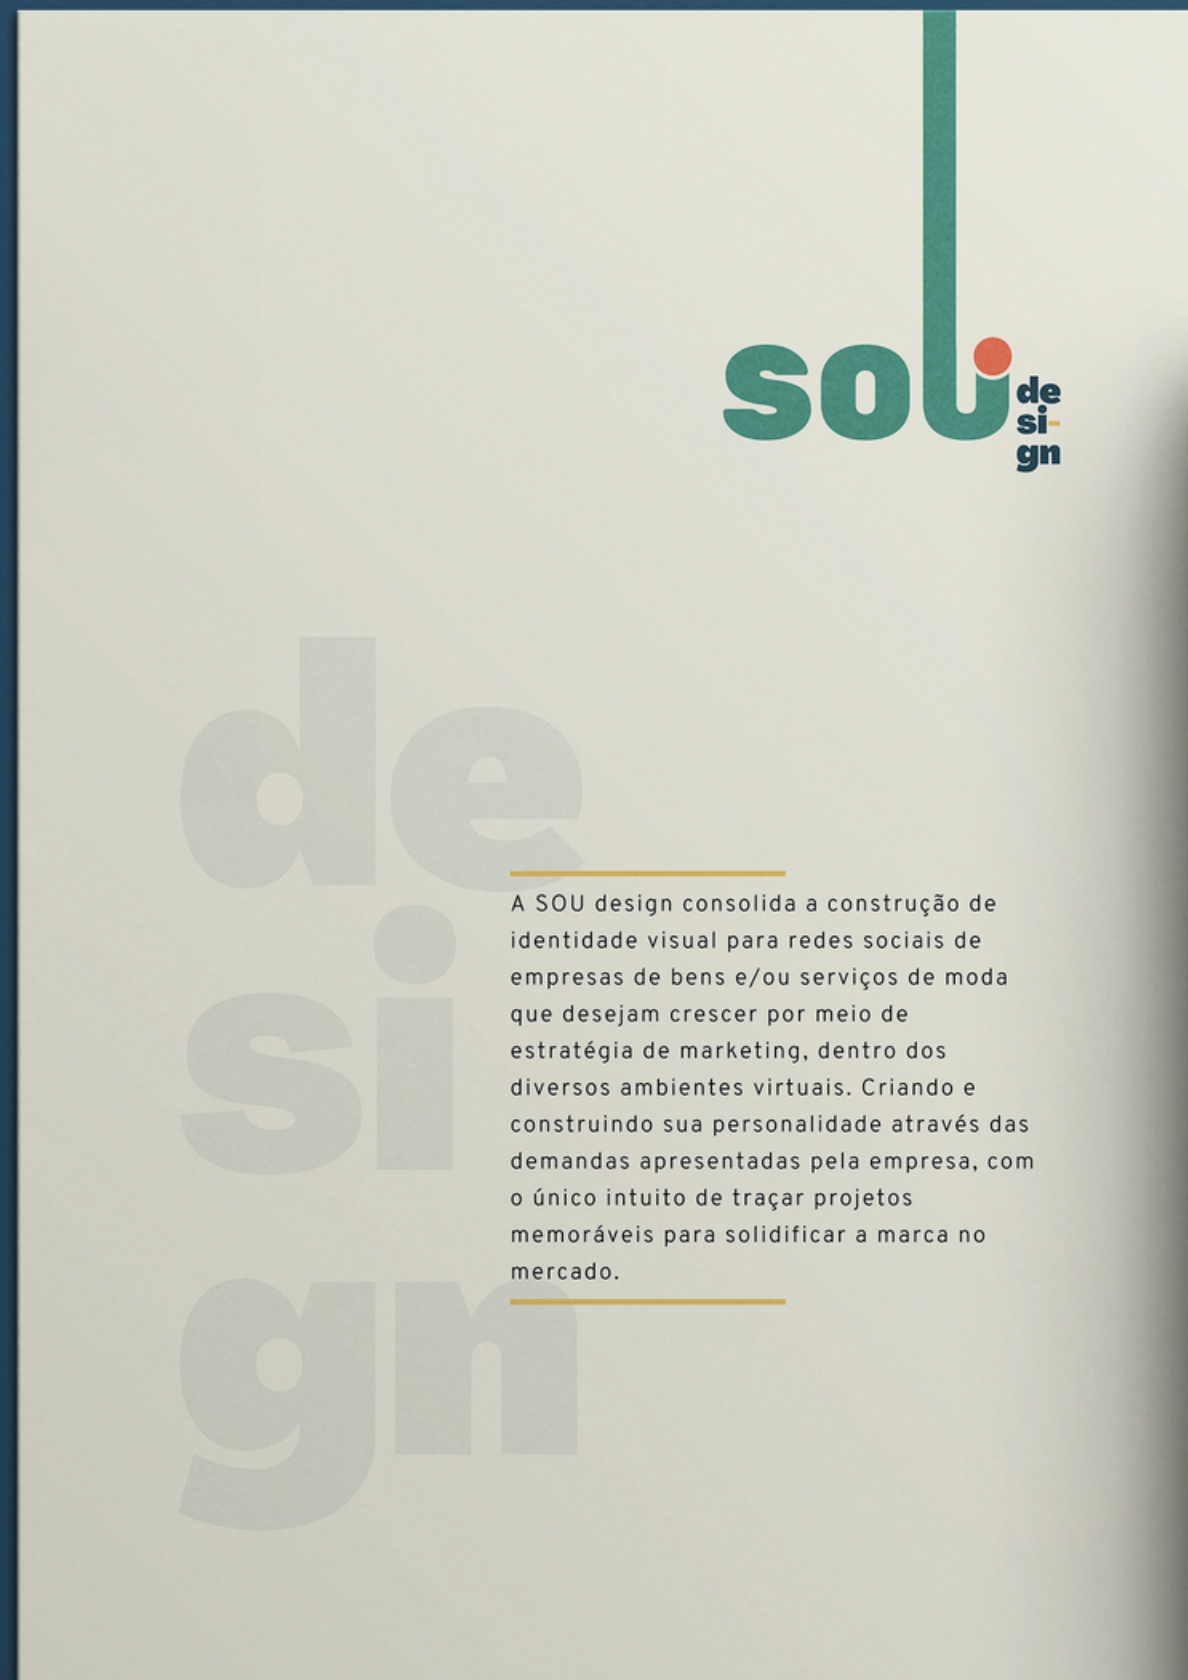 sou
de
si-
gn
de
si
gn
A SOU design consolida a construção de
identidade visual para redes sociais de
empresas de bens e/ou serviços de moda
que desejam crescer por meio de
estratégia de marketing, dentro dos
diversos ambientes virtuais. Criando e
construindo sua personalidade através das
demandas apresentadas pela empresa, com
o único intuito de traçar projetos
memoráveis para solidificar a marca no
mercado.